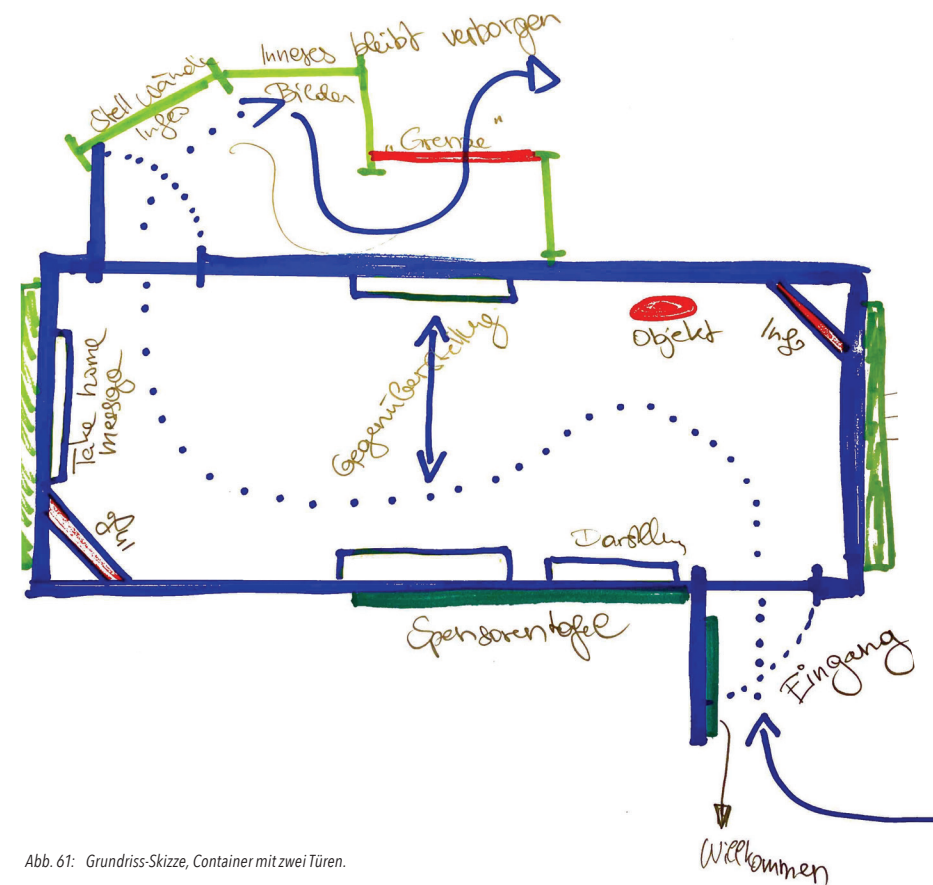 Inneres bleibt verborgen
Stellwände
Infos
Bilder
„Grenze“
Gegenüberstellung
Objekt
Info
Take home
message
Info
Sponsorentafel
Eingang
Willkommen
Abb. 61: Grundriss-Skizze, Container mit zwei Türen.